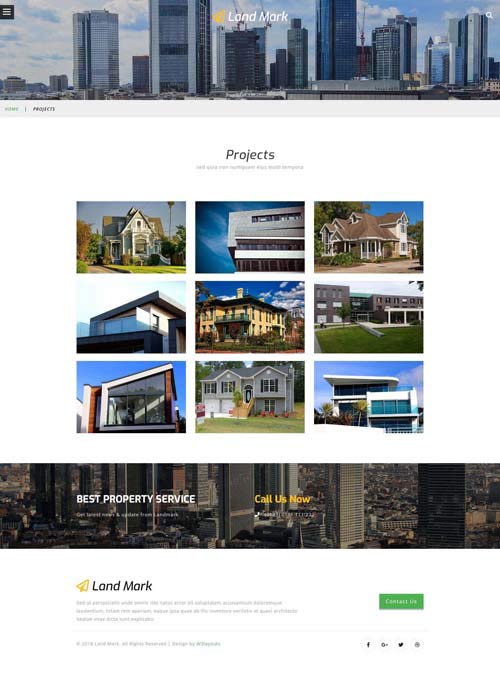 Land Mark
HOME | PROJECTS
Projects
Sed quia non numquam eius modi tempora
BEST PROPERTY SERVICE
Call Us Now
Get latest news & update from Landmark
Land Mark
Sed ut perspiciatis unde omnis iste natus error sit voluptatem accusantium doloremque
laudantium, totam rem aperiam, eaque ipsa quae ab illo inventore veritatis et quasi architecto
beatae vitae dicta sunt explicabo.
Contact Us
© 2018 Land Mark. All Rights Reserved | Design by W3layouts